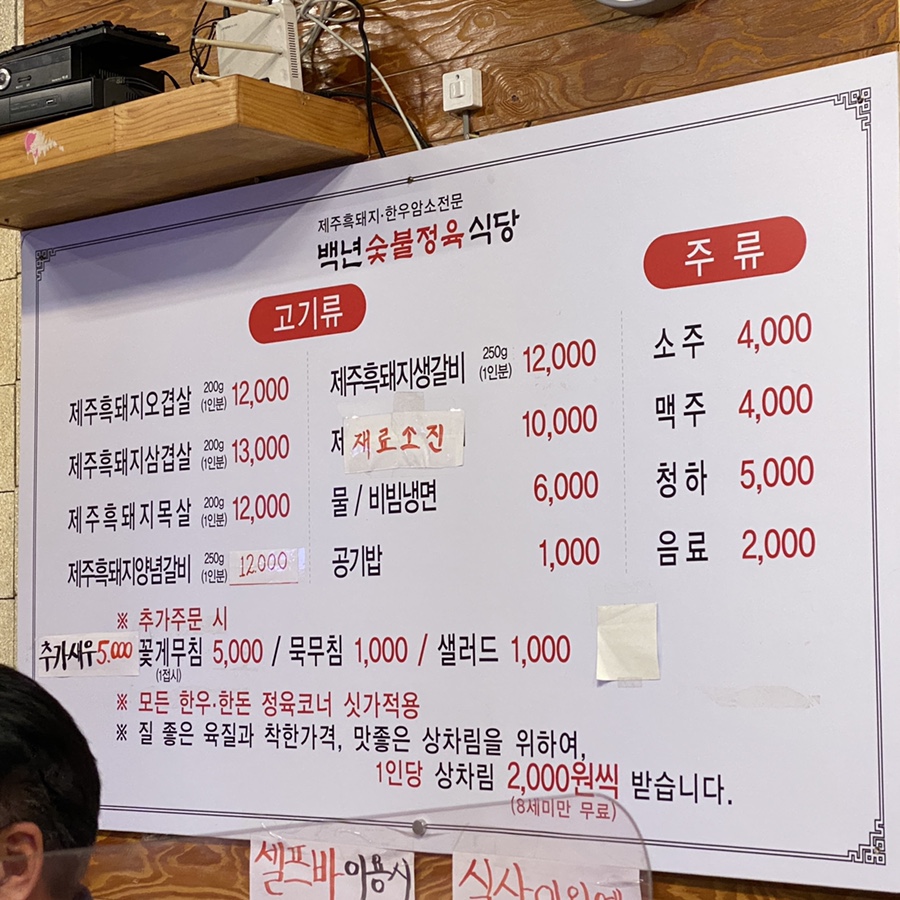 제주흑돼지·한우암소전문
백년숯불정육식당
고기류
제주흑돼지오겹살 200g (1인분) 12,000
제주흑돼지삼겹살 200g (1인분) 13,000
제주흑돼지목살 200g (1인분) 12,000
제주흑돼지양념갈비 250g (1인분) 12.000
제주흑돼지생갈비 250g (1인분) 12,000
재료소진 10,000
물 / 비빔냉면 6,000
공기밥 1,000
주류
소주 4,000
맥주 4,000
청하 5,000
음료 2,000
※ 추가주문 시
추가새우 5.000 꽃게무침 5,000 / 묵무침 1,000 / 샐러드 1,000
(1접시)
※ 모든 한우·한돈 정육코너 싯가적용
※ 질 좋은 육질과 착한가격, 맛좋은 상차림을 위하여,
1인당 상차림 2,000원씩 받습니다.
(8세미만 무료)
셀프바 이용시
식사